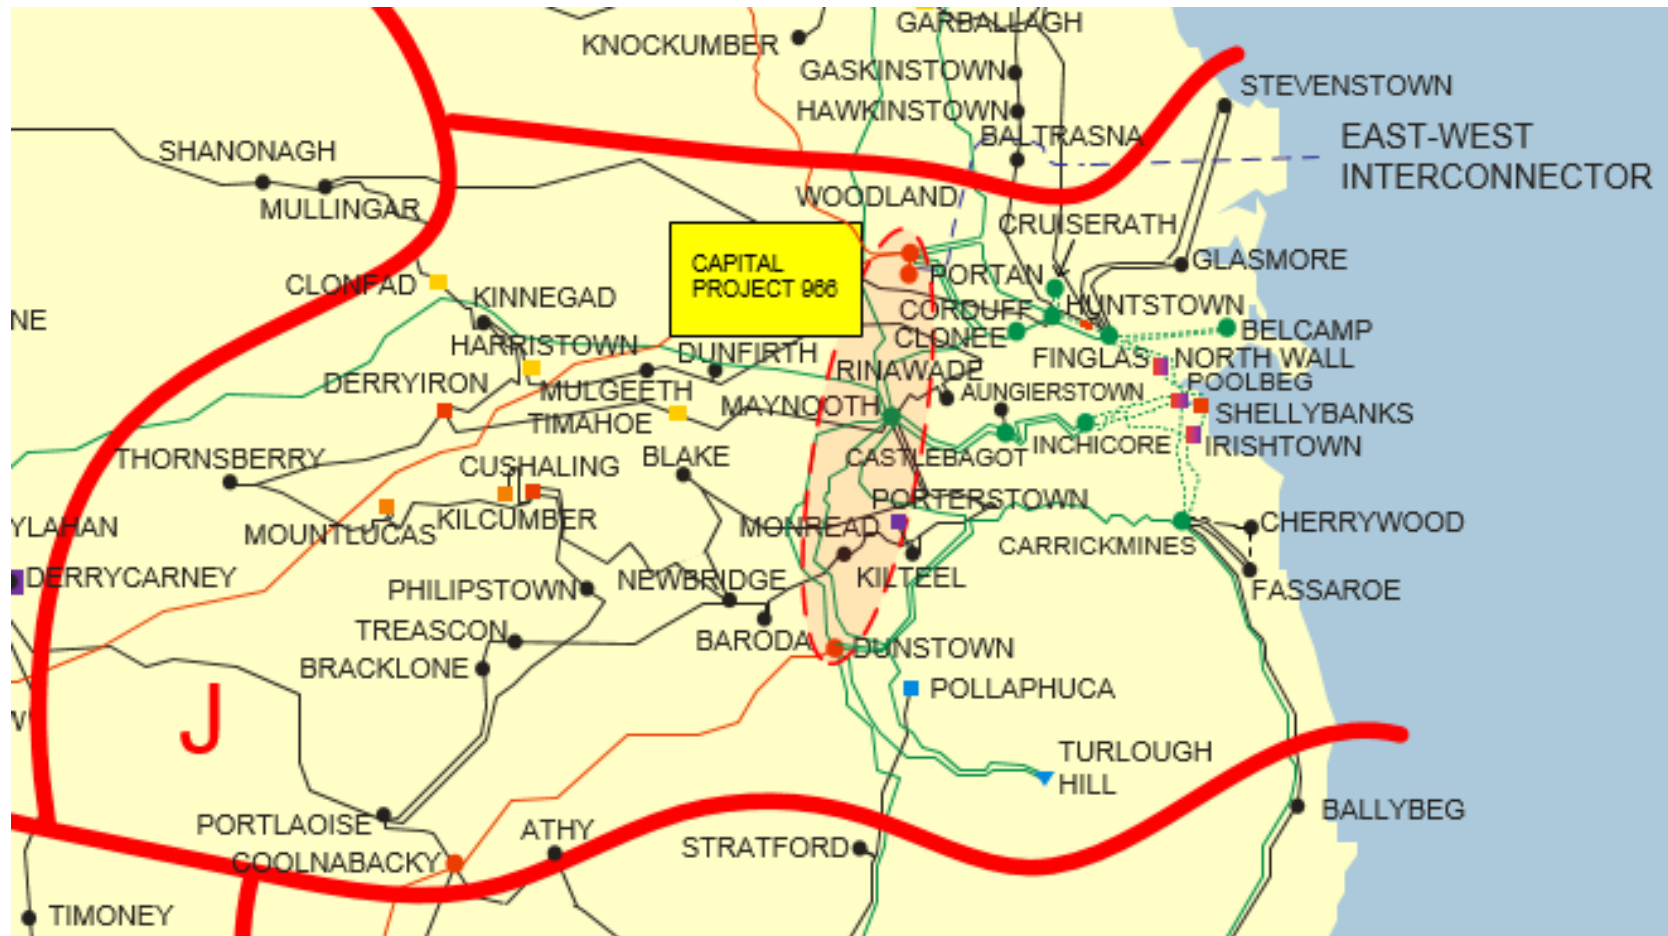 GARBALLAGH
KNOCKUMBER
GASKINSTOWN
STEVENSTOWN
HAWKINSTOWN
BALTRASNA
EAST-WEST
INTERCONNECTOR
SHANONAGH
MULLINGAR
WOODLAND
CRUISERATH
CAPITAL
PROJECT 966
GLASMORE
PORTAN
CLONFAD
KINNEGAD
CORDUFF
HUNTSTOWN
NE
CLONEE
BELCAMP
HARRISTOWN
DUNFIRTH
FINGLAS
NORTH WALL
RINAWADE
DERRYIRON
MULGEETH
AUNGIERSTOWN
POOLBEG
MAYNOOTH
SHELLYBANKS
TIMAHOE
INCHICORE
IRISHTOWN
THORNSBERRY
CUSHALING
BLAKE
CASTLEBAGOT
PORTERSTOWN
KILCUMBER
MOUNTLUCAS
YLAHAN
MONREAD
CHERRYWOOD
CARRICKMINES
DERRYCARNEY
PHILIPSTOWN
NEWBRIDGE
KILTEEL
FASSAROE
TREASCON
BARODA
DUNSTOWN
BRACKLONE
POLLAPHUCA
J
W
TURLOUGH
HILL
PORTLAOISE
ATHY
BALLYBEG
COOLNABACKY
STRATFORD
TIMONEY